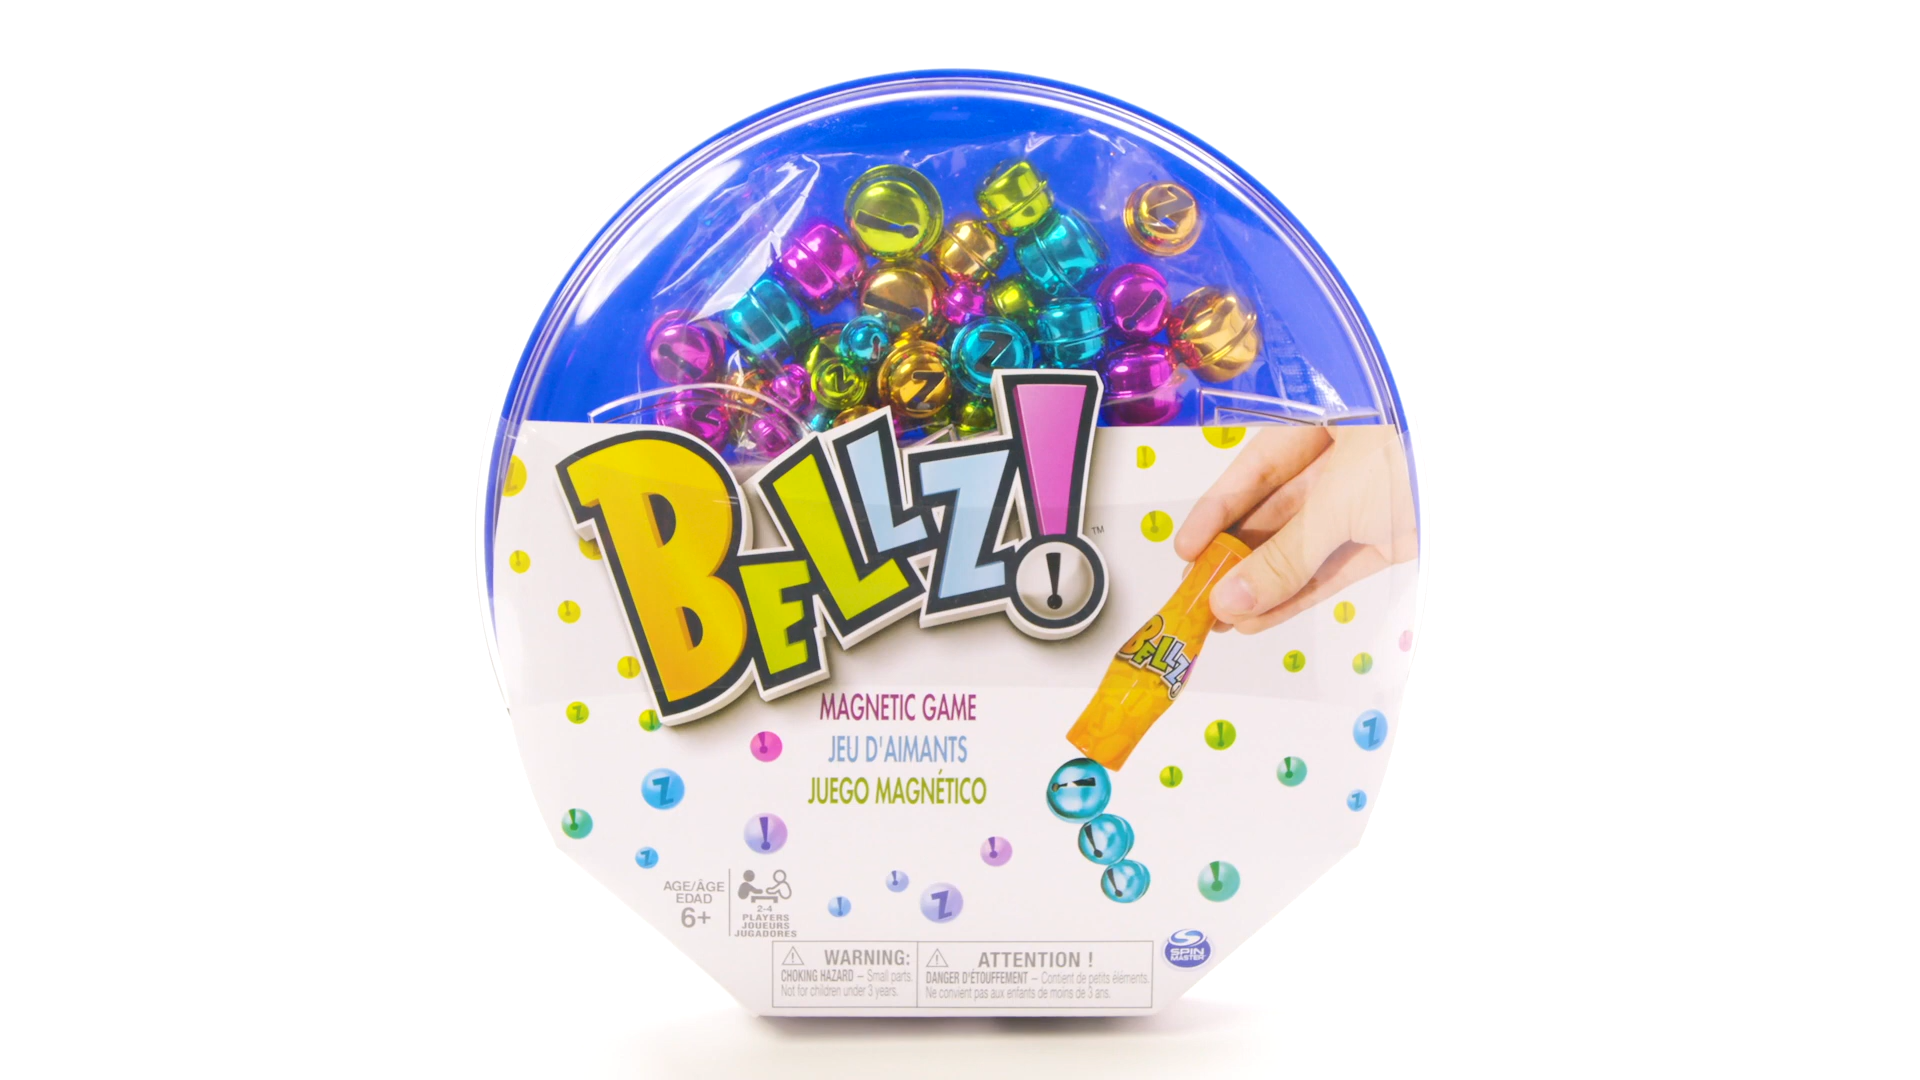 BELLZ!
TM
BELLZ!
MAGNETIC GAME
JEU D'AIMANTS
JUEGO MAGNÉTICO
AGE/ÂGE
EDAD
6+
2-4
PLAYERS
JOUEURS
JUGADORES
WARNING:
CHOKING HAZARD – Small parts.
Not for children under 3 years.
ATTENTION !
DANGER D'ÉTOUFFEMENT – Contient de petits éléments.
Ne convient pas aux enfants de moins de 3 ans.
SPIN
MASTER